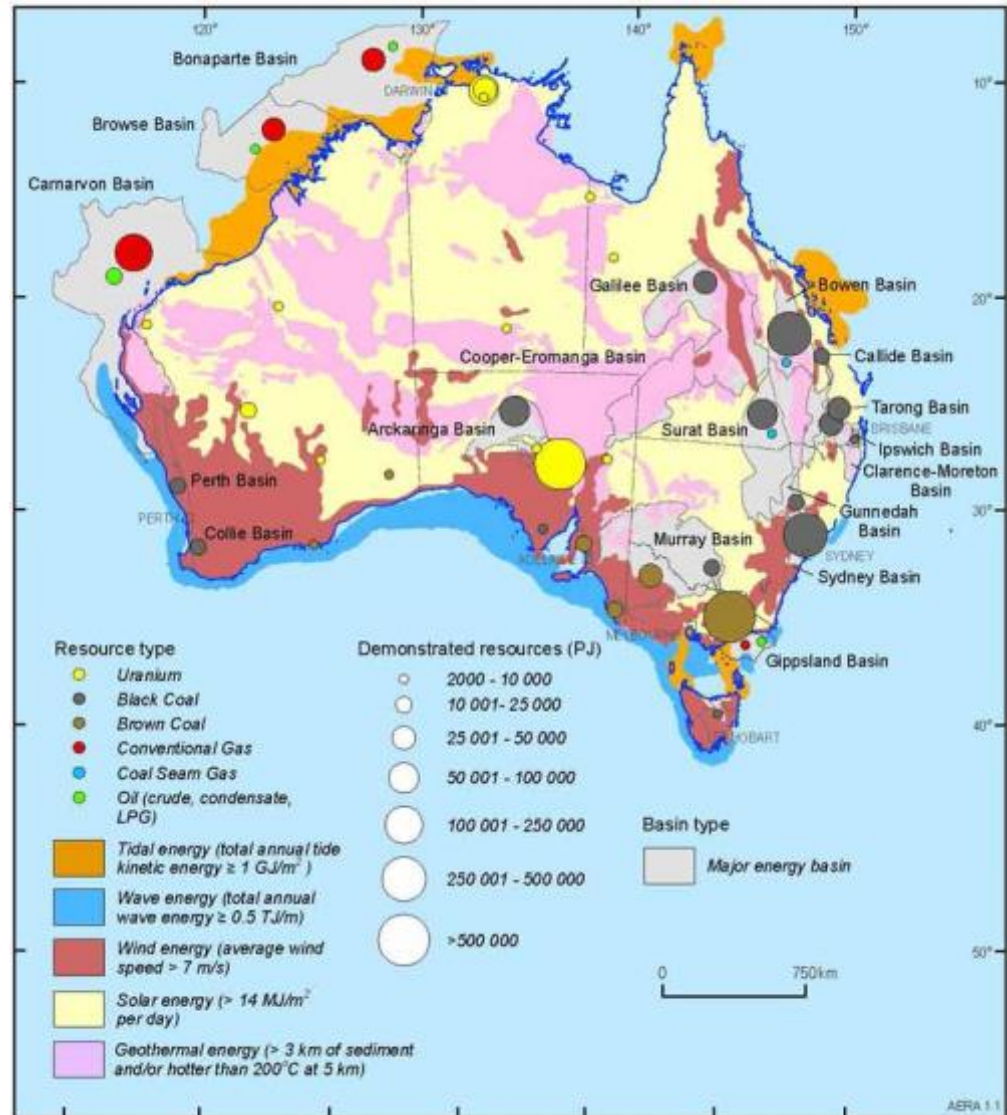 120°
130°
140°
150°
Bonaparte Basin
DARWIN
10°
Browse Basin
Carnarvon Basin
20°
Galilee Basin
Bowen Basin
Cooper-Eromanga Basin
Callide Basin
Arckaringa Basin
Tarong Basin
Surat Basin
BRISBANE
Ipswich Basin
Clarence-Moreton
Basin
Perth Basin
30°
PERTH
Gunnedah
Basin
Collie Basin
Murray Basin
ADELAIDE
SYDNEY
Sydney Basin
MELBOURNE
Gippsland Basin
40°
HOBART
50°
Resource type
Uranium
Black Coal
Brown Coal
Conventional Gas
Coal Seam Gas
Oil (crude, condensate,
LPG)
Tidal energy (total annual tide
kinetic energy ≥ 1 GJ/m²)
Wave energy (total annual
wave energy ≥ 0.5 TJ/m)
Wind energy (average wind
speed > 7 m/s)
Solar energy (> 14 MJ/m²
per day)
Geothermal energy (> 3 km of sediment
and/or hotter than 200°C at 5 km)
Demonstrated resources (PJ)
2000 - 10 000
10 001- 25 000
25 001 - 50 000
50 001 - 100 000
100 001 - 250 000
250 001 - 500 000
>500 000
Basin type
Major energy basin
0
750km
AERA 1.1